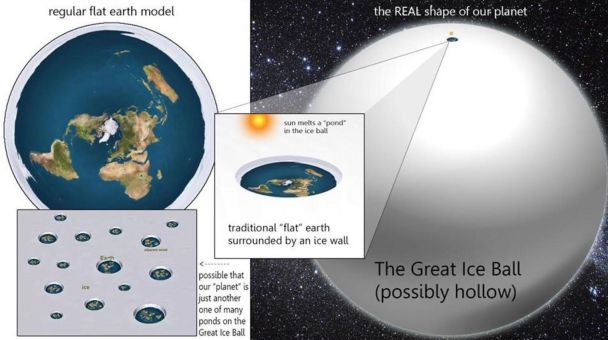 regular flat earth model
the REAL shape of our planet
sun melts a "pond"
in the ice ball
traditional "flat" earth
surrounded by an ice wall
The Great Ice Ball
(possibly hollow)
Earth
ice
possible that
our "planet" is
just another
one of many
ponds on the
Great Ice Ball